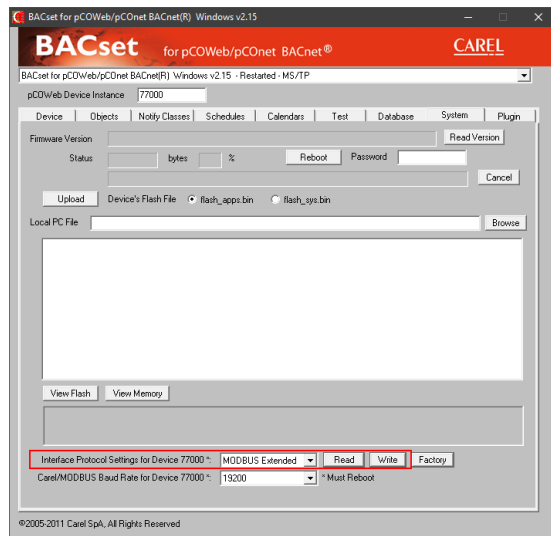 BACset for pCOWeb/pCOnet BACnet(R) Windows v2.15
BACset for pCOWeb/pCOnet BACnet®
CAREL
BACset for pCOWeb/pCOnet BACnet(R) Windows v2.15 - Restarted - MS/TP
pCOWeb Device Instance 77000
Device Objects Notify Classes Schedules Calendars Test Database System Plugin
Firmware Version Read Version
Status bytes % Reboot Password
Cancel
Upload Device's Flash File flash_apps.bin flash_sys.bin
Local PC File Browse
View Flash View Memory
Interface Protocol Settings for Device 77000 *: MODBUS Extended Read Write Factory
Carel/MODBUS Baud Rate for Device 77000 *: 19200 * Must Reboot
©2005-2011 Carel SpA, All Rights Reserved